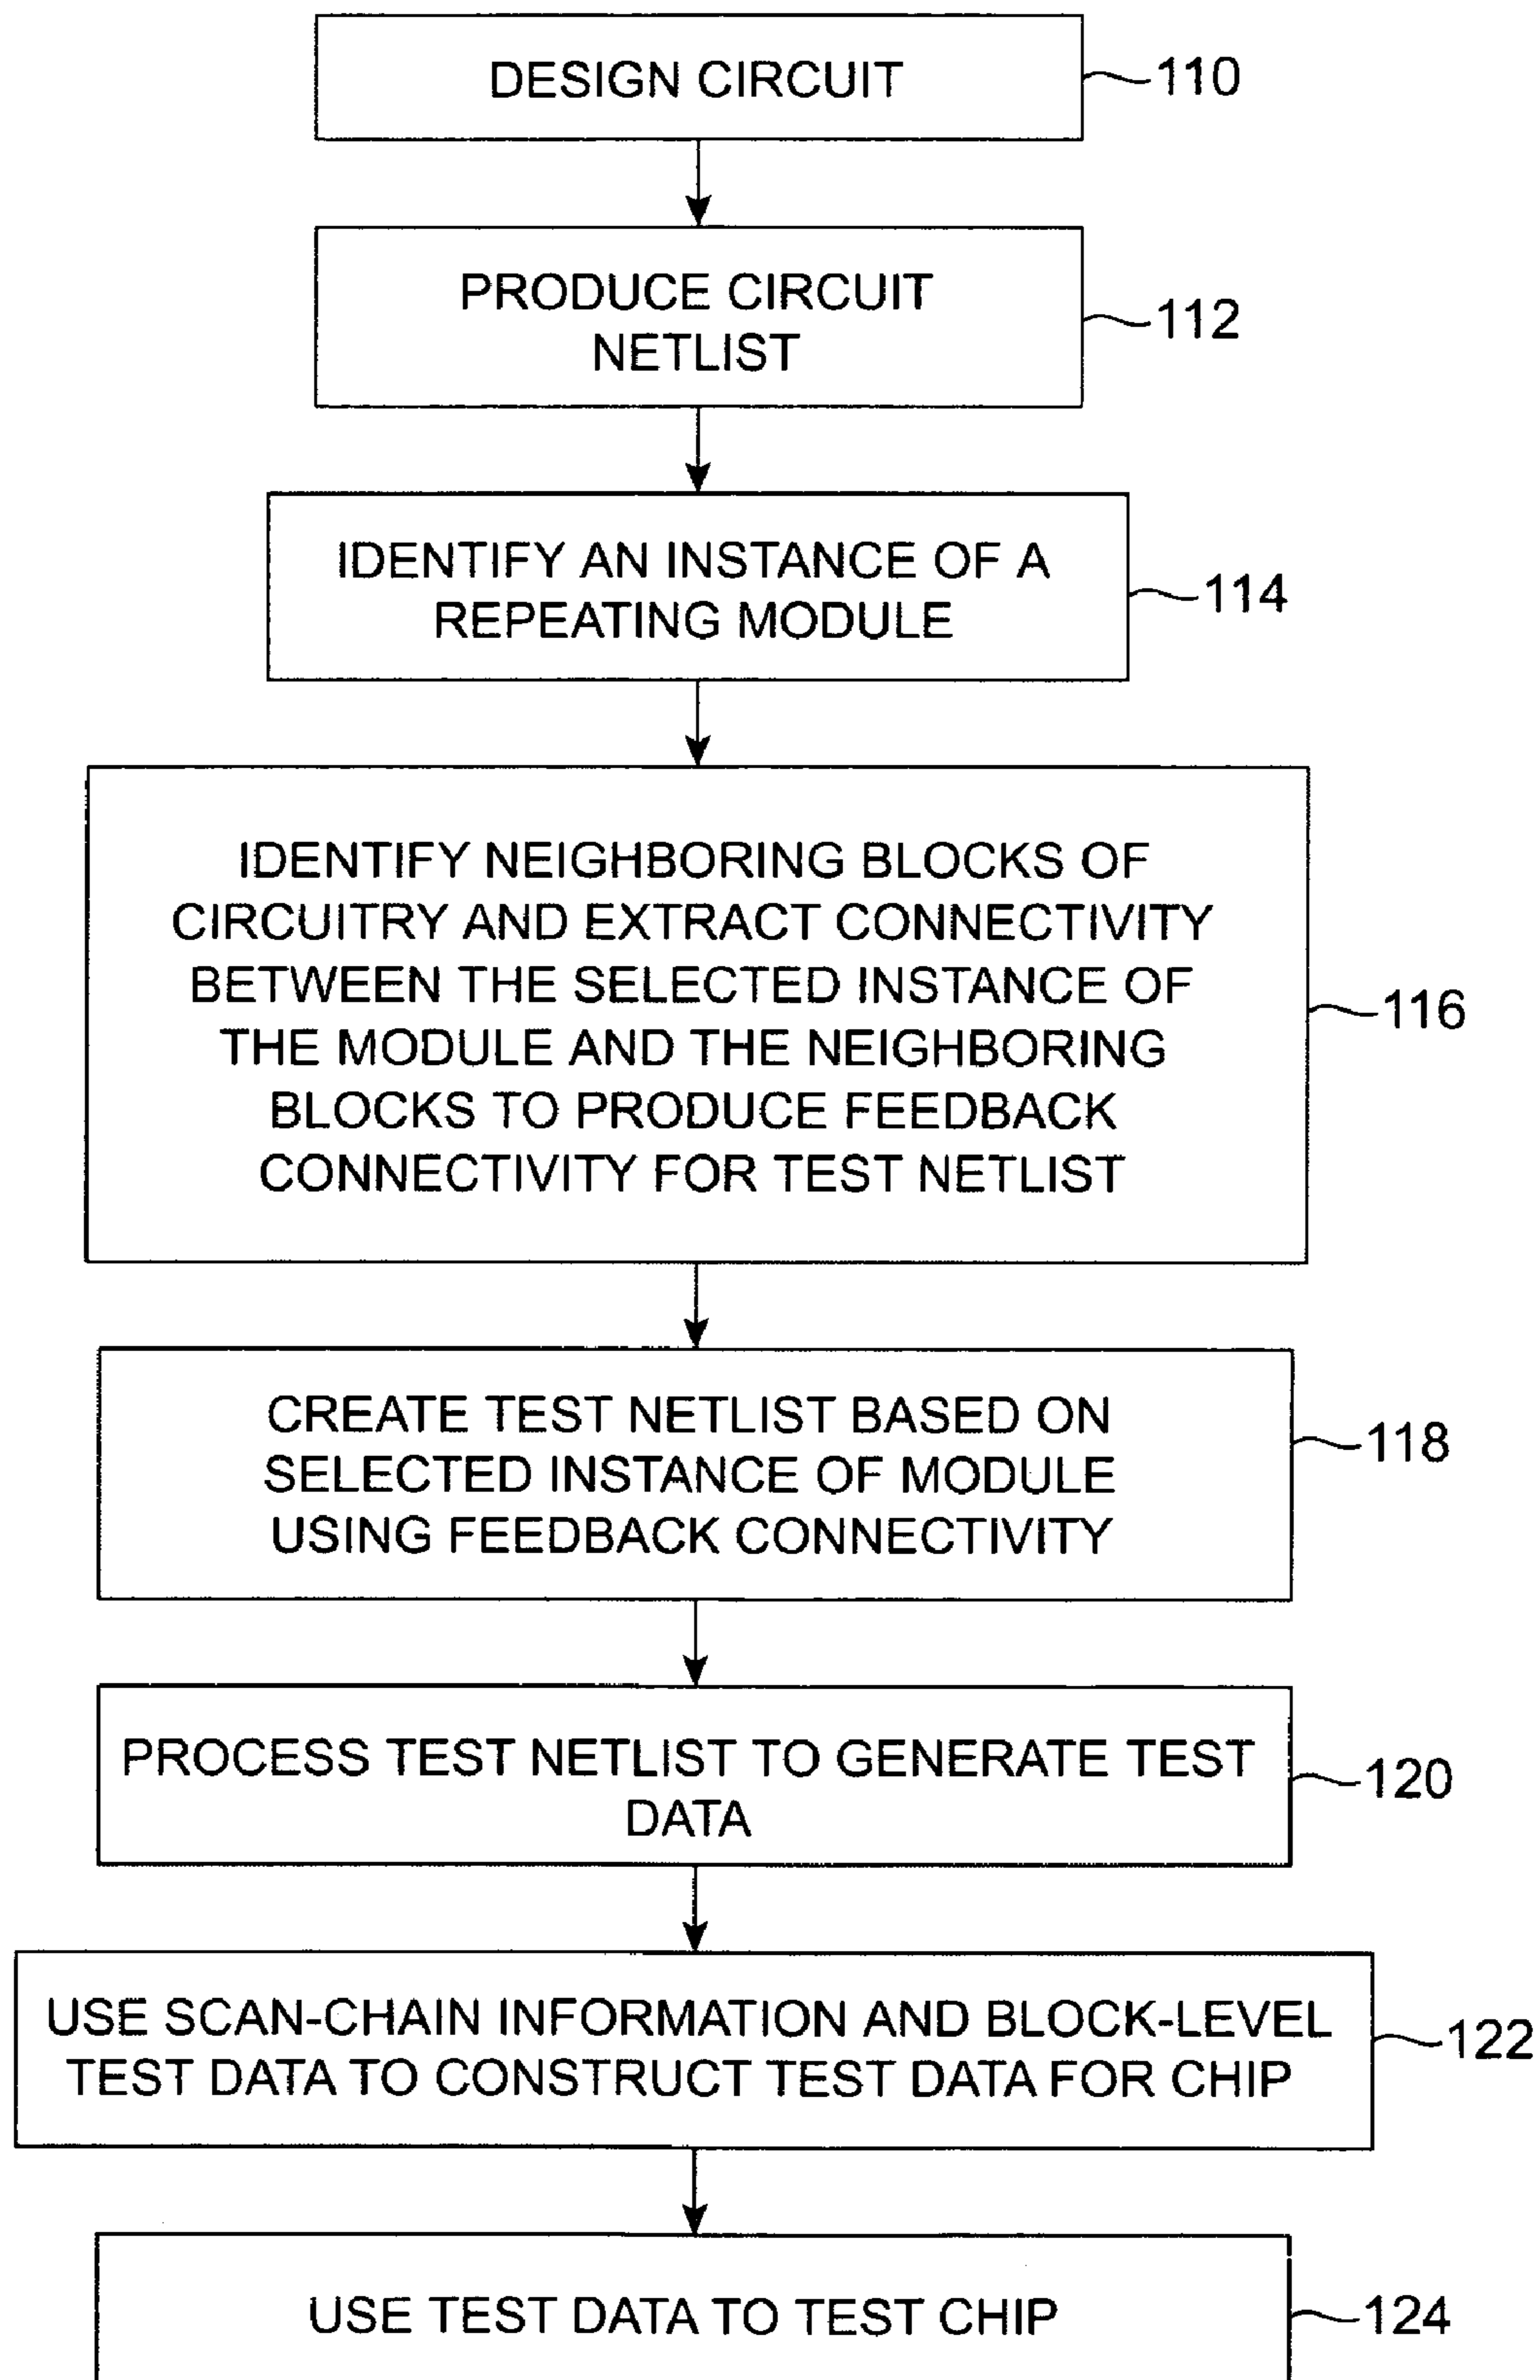 DESIGN CIRCUIT
110
PRODUCE CIRCUIT
NETLIST
112
IDENTIFY AN INSTANCE OF A
REPEATING MODULE
114
IDENTIFY NEIGHBORING BLOCKS OF
CIRCUITRY AND EXTRACT CONNECTIVITY
BETWEEN THE SELECTED INSTANCE OF
THE MODULE AND THE NEIGHBORING
BLOCKS TO PRODUCE FEEDBACK
CONNECTIVITY FOR TEST NETLIST
116
CREATE TEST NETLIST BASED ON
SELECTED INSTANCE OF MODULE
USING FEEDBACK CONNECTIVITY
118
PROCESS TEST NETLIST TO GENERATE TEST
DATA
120
USE SCAN-CHAIN INFORMATION AND BLOCK-LEVEL
TEST DATA TO CONSTRUCT TEST DATA FOR CHIP
122
USE TEST DATA TO TEST CHIP
124